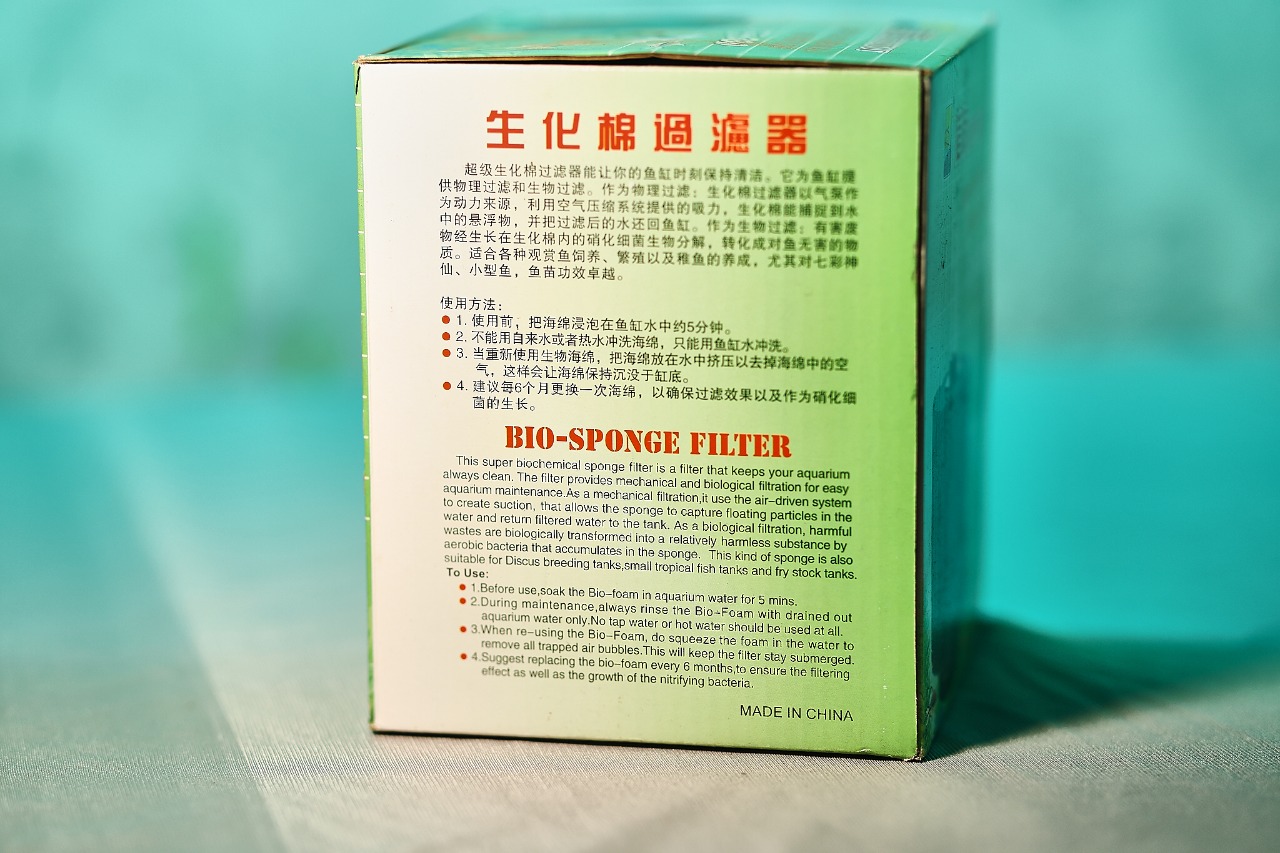 生化棉過濾器
超级生化棉过滤器能让你的鱼缸时刻保持清洁。它为鱼缸提
供物理过滤和生物过滤。作为物理过滤：生化棉过滤器以气泵作
为动力来源，利用空气压缩系统提供的吸力，生化棉能捕捉到水
中的悬浮物，并把过滤后的水还回鱼缸。作为生物过滤：有害废
物经生长在生化棉内的硝化细菌生物分解，转化成对鱼无害的物
质。适合各种观赏鱼饲养、繁殖以及稚鱼的养成，尤其对七彩神
仙、小型鱼，鱼苗功效卓越。
使用方法：
● 1. 使用前，把海绵浸泡在鱼缸水中约5分钟。
● 2. 不能用自来水或者热水冲洗海绵，只能用鱼缸水冲洗。
● 3. 当重新使用生物海绵，把海绵放在水中挤压以去掉海绵中的空
气，这样会让海绵保持沉没于缸底。
● 4. 建议每6个月更换一次海绵，以确保过滤效果以及作为硝化细
菌的生长。
BIO-SPONGE FILTER
This super biochemical sponge filter is a filter that keeps your aquarium
always clean. The filter provides mechanical and biological filtration for easy
aquarium maintenance.As a mechanical filtration,it use the air-driven system
to create suction, that allows the sponge to capture floating particles in the
water and return filtered water to the tank. As a biological filtration, harmful
wastes are biologically transformed into a relatively harmless substance by
aerobic bacteria that accumulates in the sponge. This kind of sponge is also
suitable for Discus breeding tanks,small tropical fish tanks and fry stock tanks.
To Use:
● 1.Before use,soak the Bio-foam in aquarium water for 5 mins.
● 2.During maintenance,always rinse the Bio-Foam with drained out
aquarium water only.No tap water or hot water should be used at all.
● 3.When re-using the Bio-Foam, do squeeze the foam in the water to
remove all trapped air bubbles.This will keep the filter stay submerged.
● 4.Suggest replacing the bio-foam every 6 months,to ensure the filtering
effect as well as the growth of the nitrifying bacteria.
MADE IN CHINA